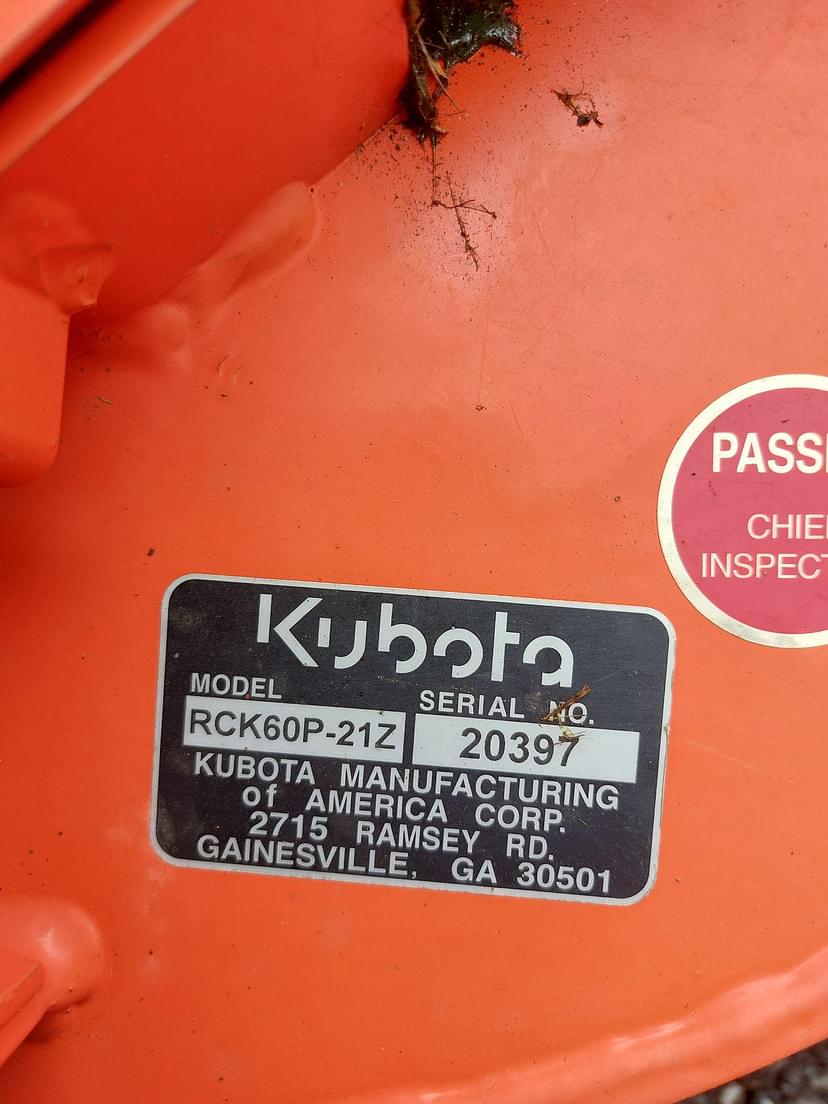 PASS
CHIEF
INSPECT
Kubota
MODEL
SERIAL NO.
RCK60P-21Z
20397
KUBOTA MANUFACTURING
of AMERICA CORP.
2715 RAMSEY RD.
GAINESVILLE, GA 30501